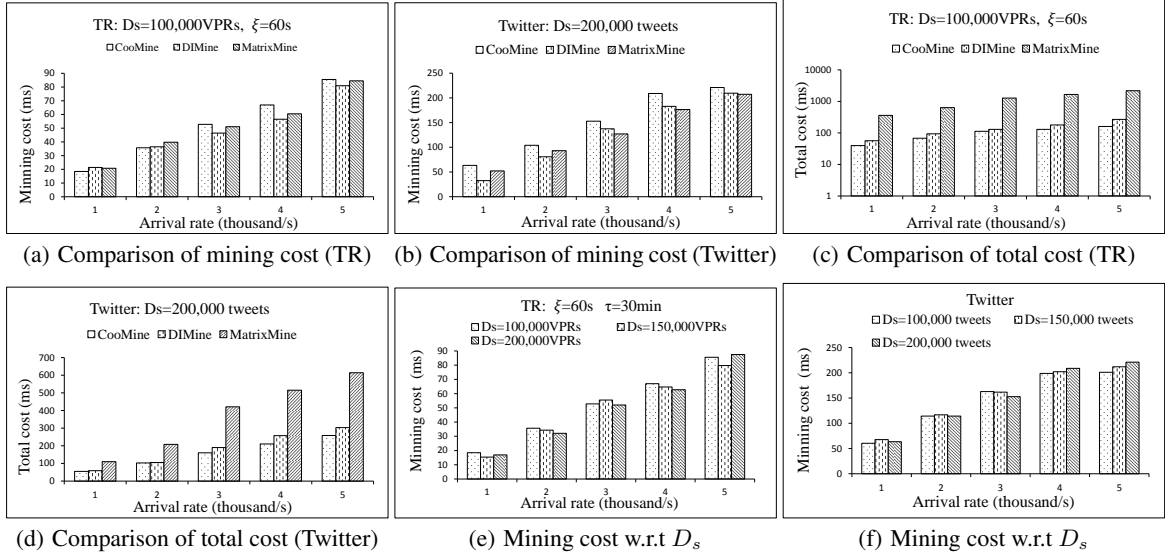 TR: Ds=100,000VPRs, ξ=60s
CooMine DIMine MatrixMine
Minning cost (ms)
90
80
70
60
50
40
30
20
10
0
1 2 3 4 5
Arrival rate (thousand/s)
(a) Comparison of mining cost (TR)
Twitter: Ds=200,000 tweets
CooMine DIMine MatrixMine
Minning cost (ms)
250
200
150
100
50
0
1 2 3 4 5
Arrival rate (thousand/s)
(b) Comparison of mining cost (Twitter)
TR: Ds=100,000VPRs, ξ=60s
CooMine DIMine MatrixMine
Total cost (ms)
10000
1000
100
10
1
1 2 3 4 5
Arrival rate (thousand/s)
(c) Comparison of total cost (TR)
Twitter: Ds=200,000 tweets
CooMine DIMine MatrixMine
Total cost (ms)
700
600
500
400
300
200
100
0
1 2 3 4 5
Arrival rate (thousand/s)
(d) Comparison of total cost (Twitter)
TR: ξ=60s τ=30min
Ds=100,000VPRs Ds=150,000VPRs
Ds=200,000VPRs
Minning cost (ms)
90
80
70
60
50
40
30
20
10
0
1 2 3 4 5
Arrival rate (thousand/s)
(e) Mining cost w.r.t D_s
Twitter
Ds=100,000 tweets Ds=150,000 tweets
Ds=200,000 tweets
Minning cost (ms)
250
200
150
100
50
0
1 2 3 4 5
Arrival rate (thousand/s)
(f) Mining cost w.r.t D_s